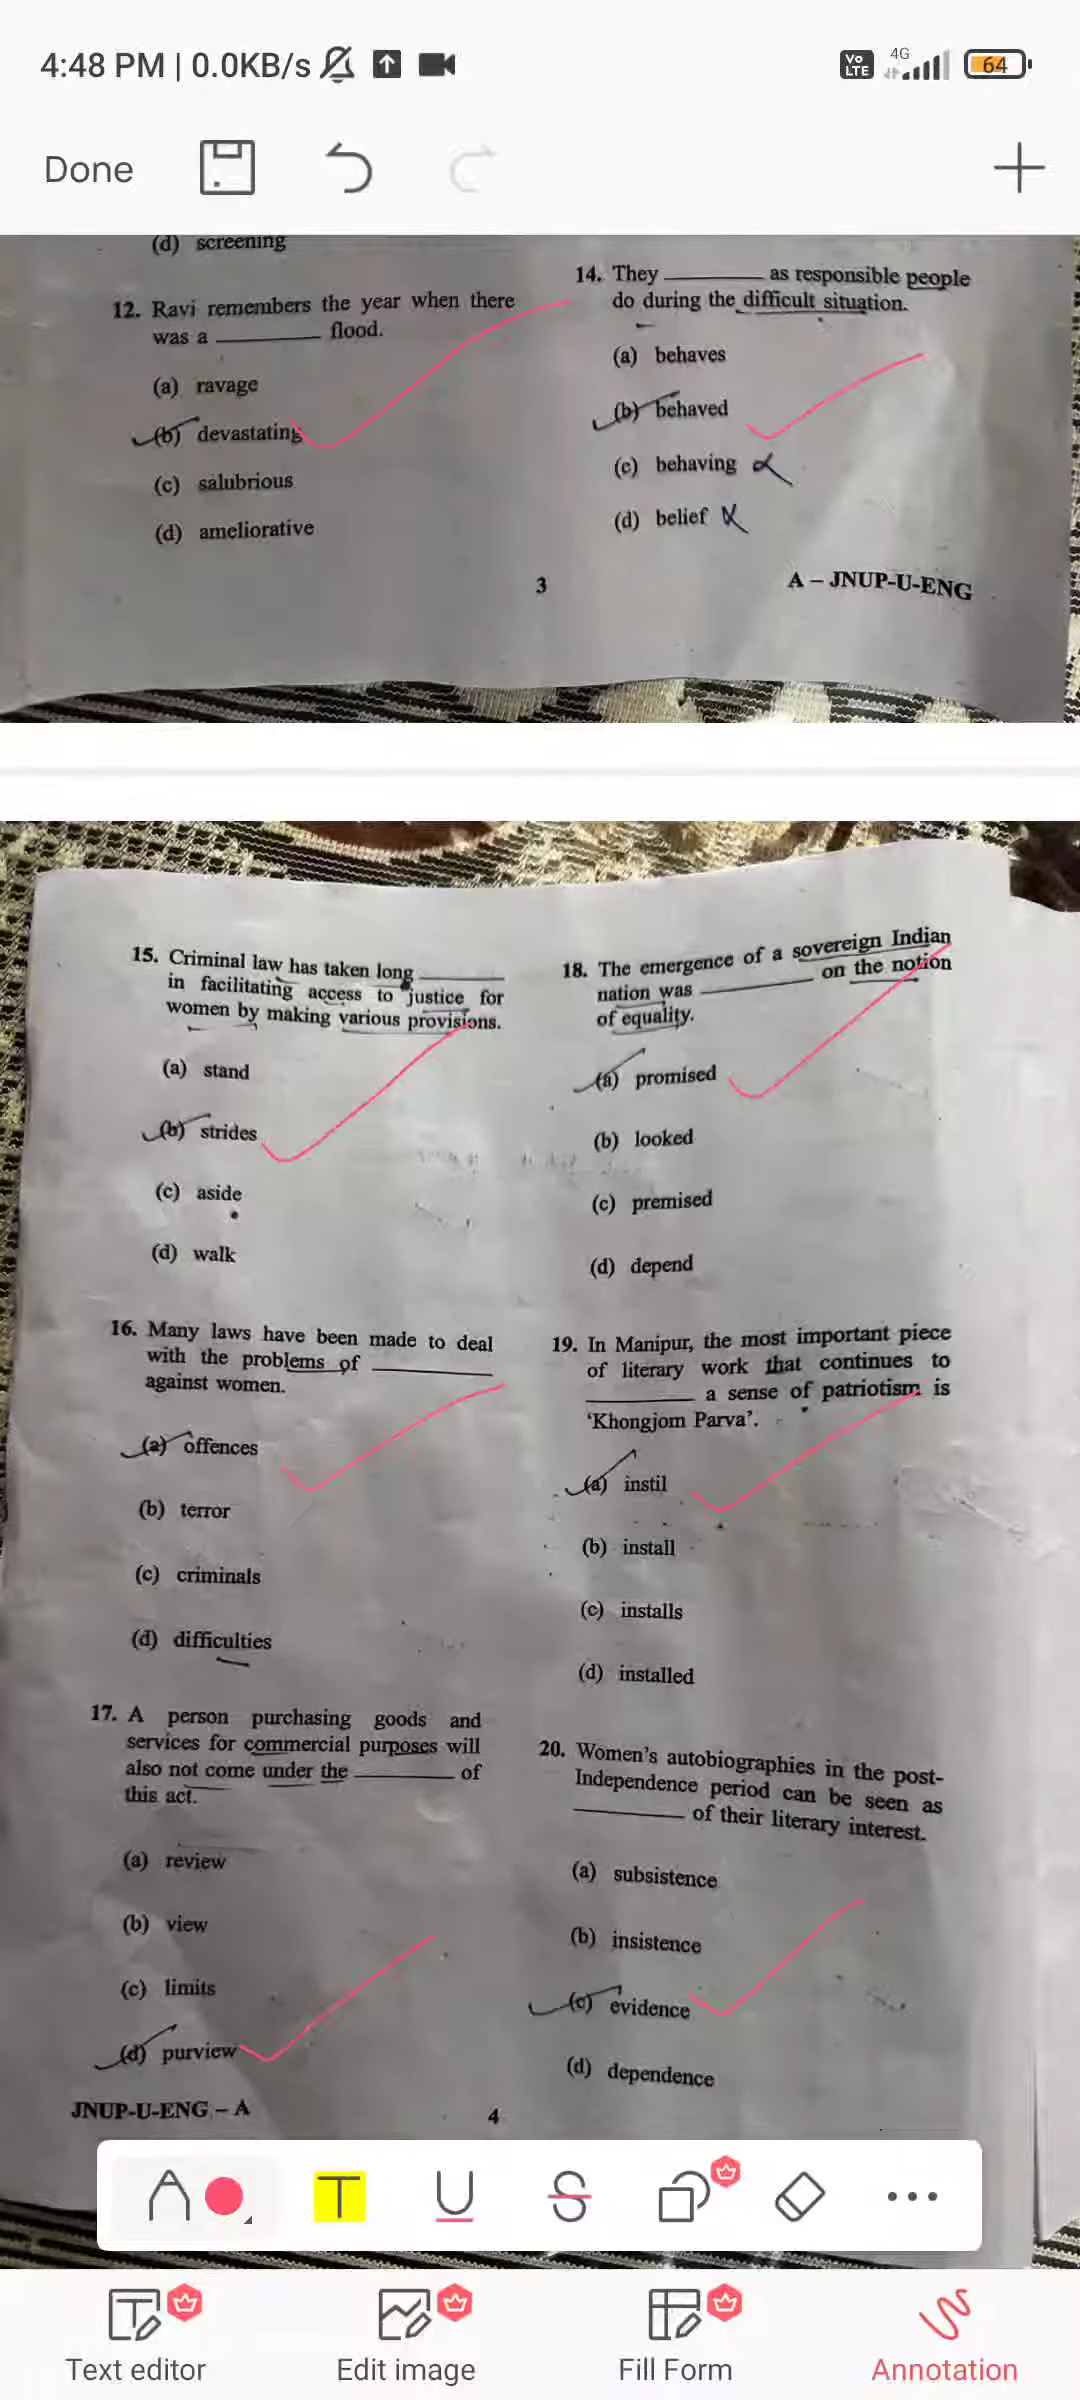 4:48 PM | 0.0KB/s
Vo LTE
4G
64
Done
(d) screening
12. Ravi remembers the year when there
was a ________ flood.
(a) ravage
(b) devastating
(c) salubrious
(d) ameliorative
14. They ________ as responsible people
do during the difficult situation.
(a) behaves
(b) behaved
(c) behaving
(d) belief
3
A – JNUP-U-ENG
15. Criminal law has taken long ________
in facilitating access to justice for
women by making various provisions.
(a) stand
(b) strides
(c) aside
(d) walk
16. Many laws have been made to deal
with the problems of ________
against women.
(a) offences
(b) terror
(c) criminals
(d) difficulties
17. A person purchasing goods and
services for commercial purposes will
also not come under the ________ of
this act.
(a) review
(b) view
(c) limits
(d) purview
18. The emergence of a sovereign Indian
nation was ________ on the notion
of equality.
(a) promised
(b) looked
(c) premised
(d) depend
19. In Manipur, the most important piece
of literary work that continues to
________ a sense of patriotism is
‘Khongjom Parva’.
(a) instil
(b) install
(c) installs
(d) installed
20. Women’s autobiographies in the post-
Independence period can be seen as
________ of their literary interest.
(a) subsistence
(b) insistence
(c) evidence
(d) dependence
JNUP-U-ENG – A
4
T
U
S
Text editor
Edit image
Fill Form
Annotation